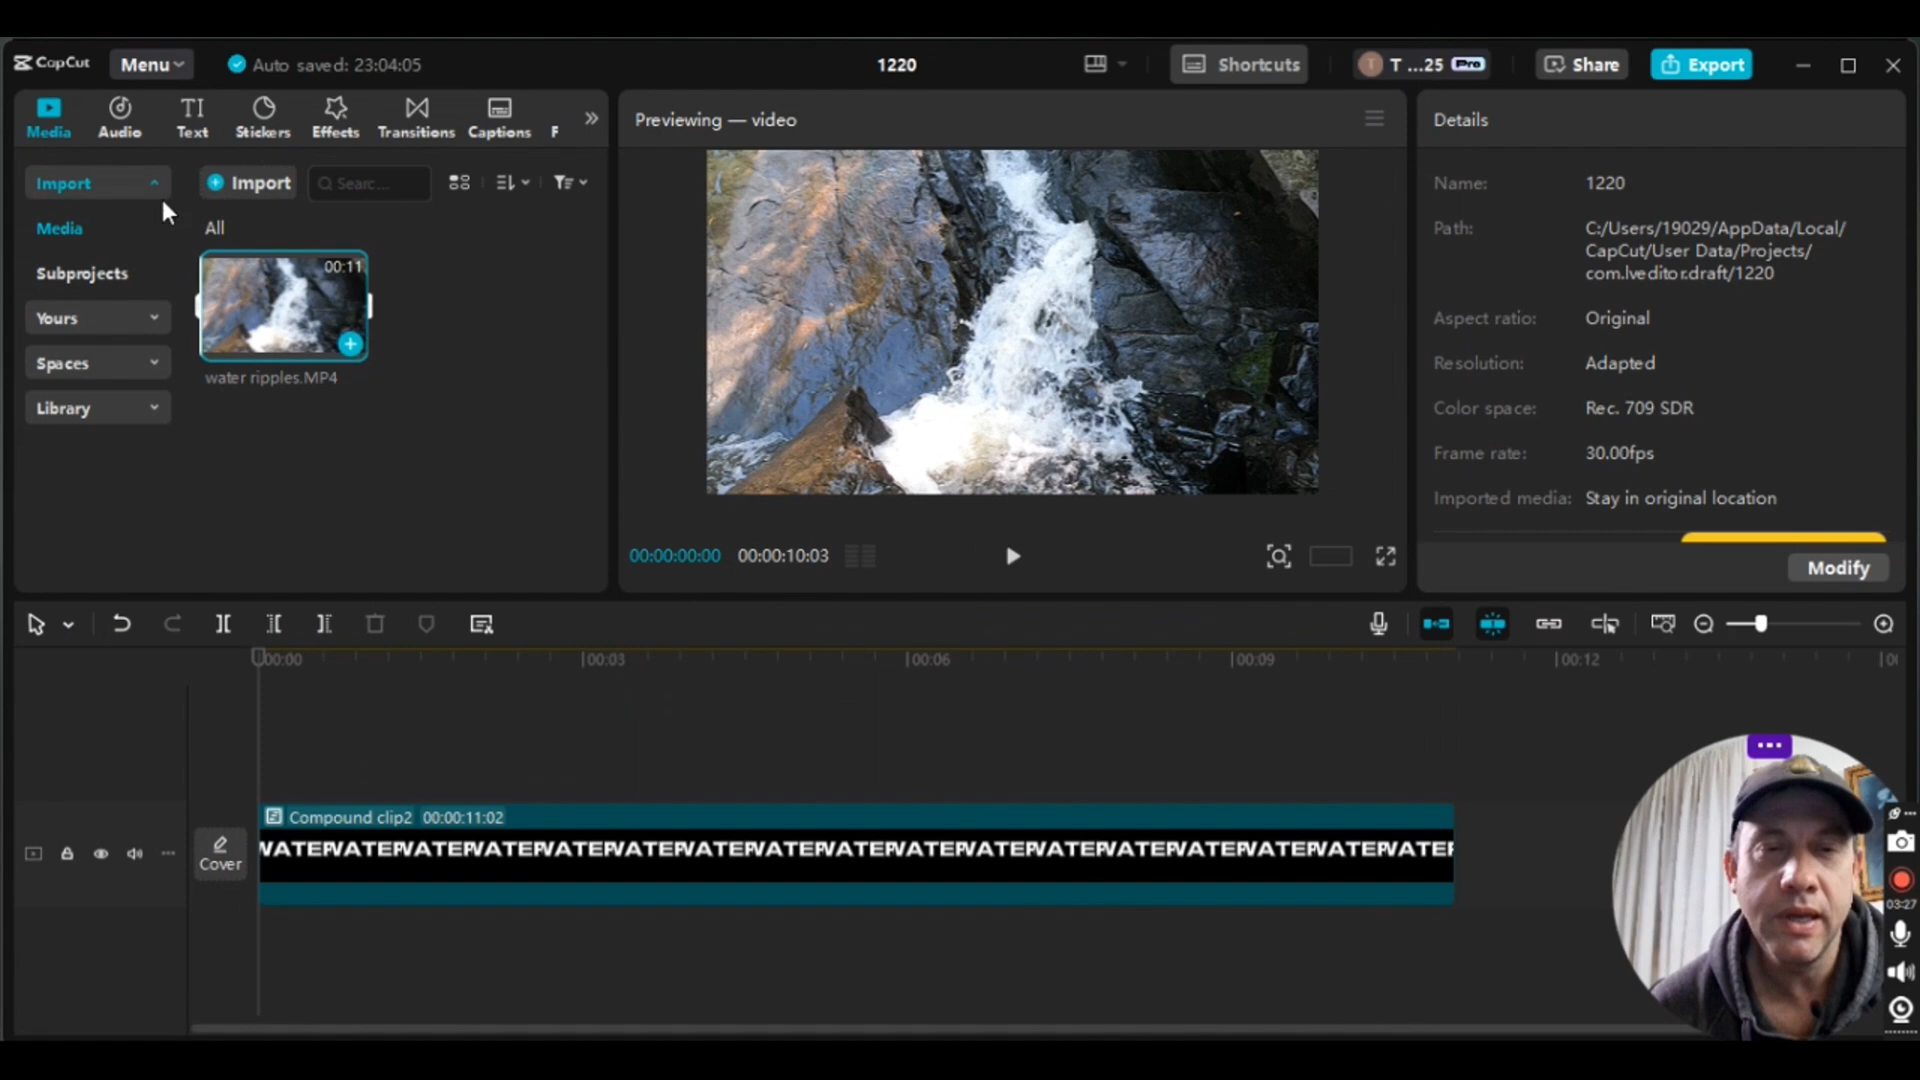 CapCut
Menu
Auto saved: 23:04:05
1220
Shortcuts
T ...25 Pro
Share
Export
Media
Audio
Text
Stickers
Effects
Transitions
Captions
F
Import
Import
Searc...
Media
All
Subprojects
00:11
Yours
Spaces
water ripples.MP4
Library
Previewing — video
00:00:00:00
00:00:10:03
Details
Name: 1220
Path: C:/Users/19029/AppData/Local/
CapCut/User Data/Projects/
com.lveditor.draft/1220
Aspect ratio: Original
Resolution: Adapted
Color space: Rec. 709 SDR
Frame rate: 30.00fps
Imported media: Stay in original location
Modify
00:00
00:03
00:06
00:09
00:12
Cover
Compound clip2 00:00:11:02
WATERWATERWATERWATERWATERWATERWATERWATERWATERWATERWATERWATERWATERWATERWATERWATERWATER
03:27